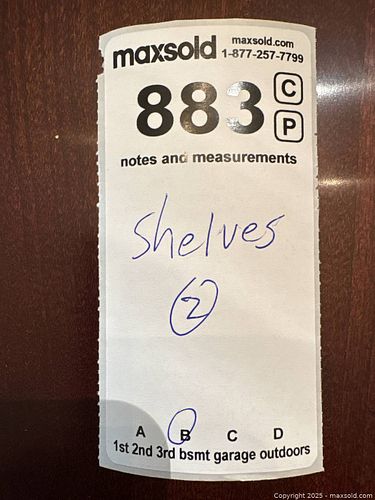 maxsold maxsold.com
1-877-257-7799
883 C
P
notes and measurements
shelves
2
A B C D
1st 2nd 3rd bsmt garage outdoors
Copyright 2025 - maxsold.com